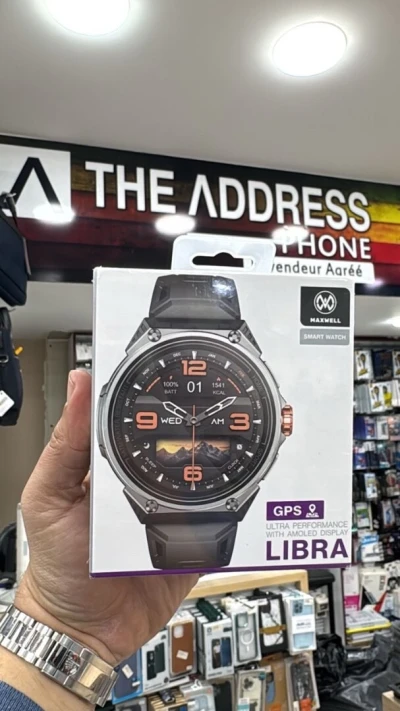 THE ADDRESS
PHONE
vendeur Agréé
MAXWELL
SMART WATCH
12
100%
BATT
01
1541
KCAL
9
WED
AM
3
6
GPS
ULTRA PERFORMANCE
WITH AMOLED DISPLAY
LIBRA